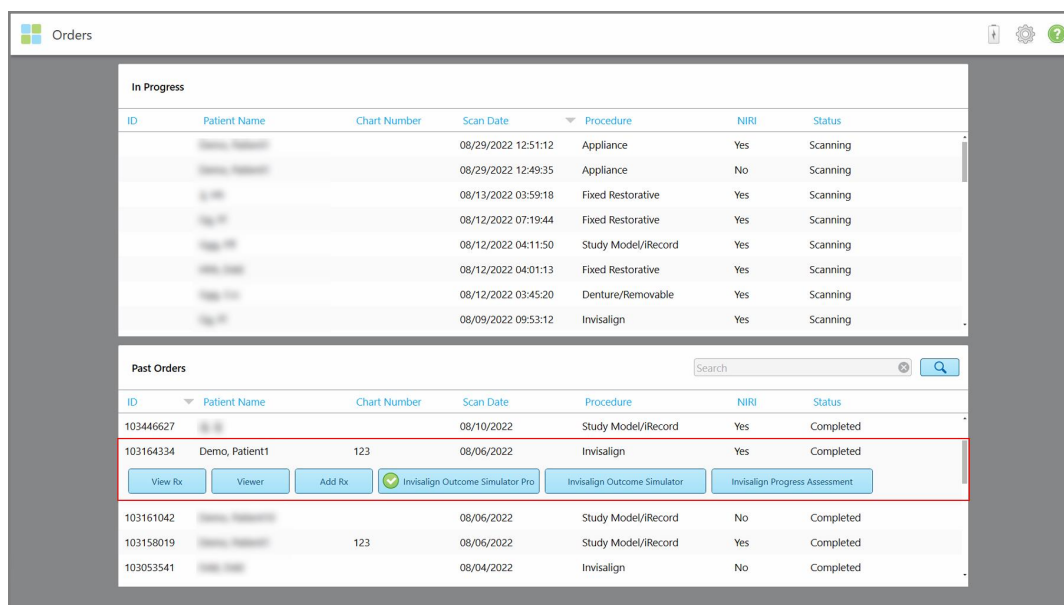 Orders
?
In Progress
ID Patient Name Chart Number Scan Date Procedure NIRI Status
08/29/2022 12:51:12 Appliance Yes Scanning
08/29/2022 12:49:35 Appliance No Scanning
08/13/2022 03:59:18 Fixed Restorative Yes Scanning
08/12/2022 07:19:44 Fixed Restorative Yes Scanning
08/12/2022 04:11:50 Study Model/iRecord Yes Scanning
08/12/2022 04:01:13 Fixed Restorative Yes Scanning
08/12/2022 03:45:20 Denture/Removable Yes Scanning
08/09/2022 09:53:12 Invisalign Yes Scanning
Past Orders Search
ID Patient Name Chart Number Scan Date Procedure NIRI Status
103446627 08/10/2022 Study Model/iRecord Yes Completed
103164334 Demo, Patient1 123 08/06/2022 Invisalign Yes Completed
View Rx Viewer Add Rx Invisalign Outcome Simulator Pro Invisalign Outcome Simulator Invisalign Progress Assessment
103161042 08/06/2022 Study Model/iRecord No Completed
103158019 123 08/06/2022 Study Model/iRecord Yes Completed
103053541 08/04/2022 Invisalign No Completed